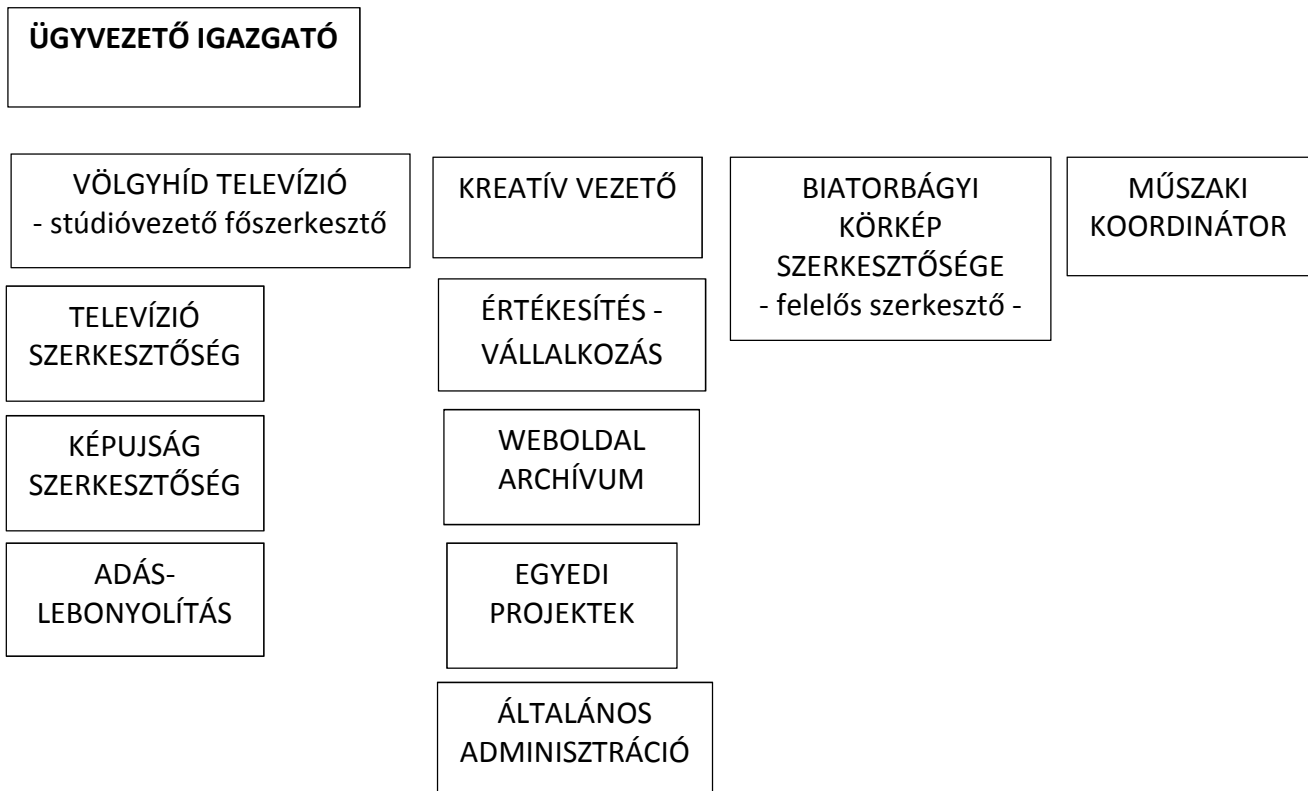 ÜGYVEZETŐ IGAZGATÓ
VÖLGYHÍD TELEVÍZIÓ
- stúdióvezető főszerkesztő
KREATÍV VEZETŐ
BIATORBÁGYI
KÖRKÉP
SZERKESZTŐSÉGE
- felelős szerkesztő -
MŰSZAKI
KOORDINÁTOR
TELEVÍZIÓ
SZERKESZTŐSÉG
KÉPUJSÁG
SZERKESZTŐSÉG
ADÁS-
LEBONYOLÍTÁS
ÉRTÉKESÍTÉS -
VÁLLALKOZÁS
WEBOLDAL
ARCHÍVUM
EGYEDI
PROJEKTEK
ÁLTALÁNOS
ADMINISZTRÁCIÓ